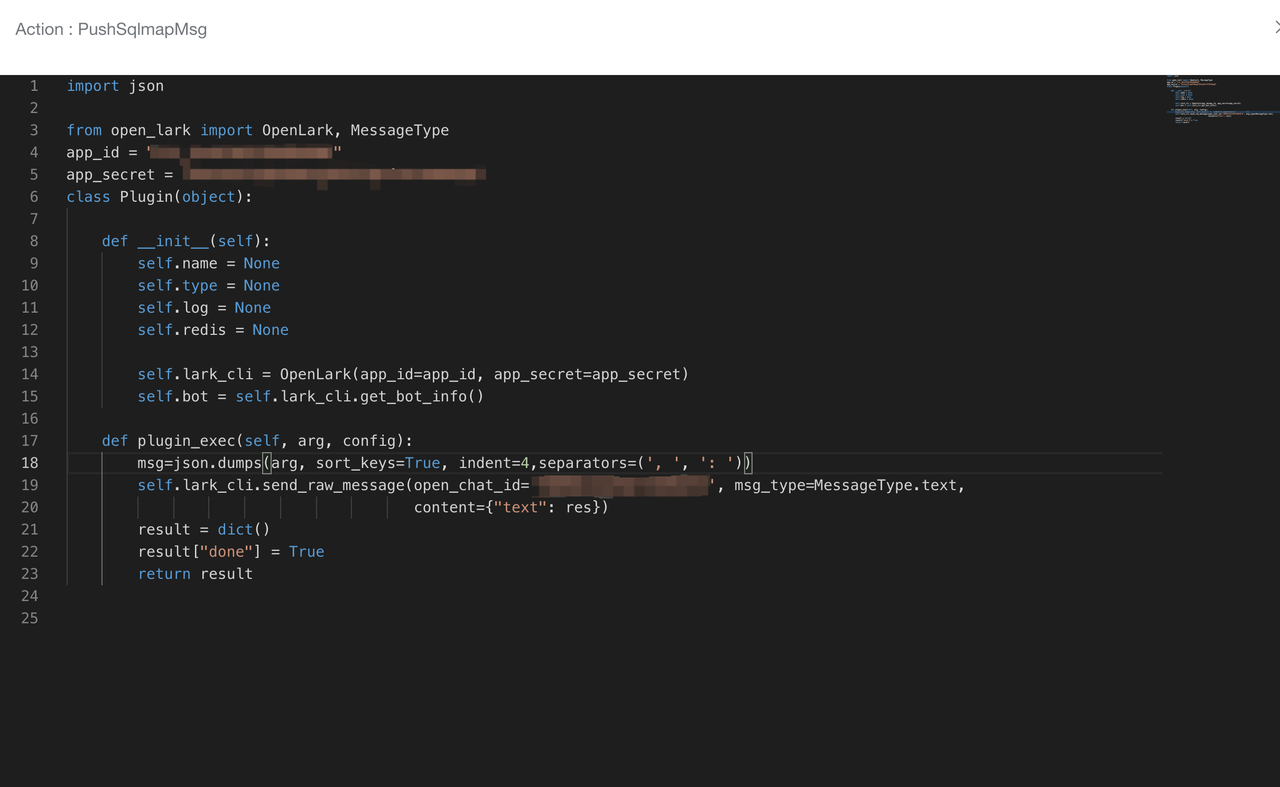 Action : PushSqlmapMsg
1 import json
2
3 from open_lark import OpenLark, MessageType
4 app_id = " "
5 app_secret =
6 class Plugin(object):
7
8 def __init__(self):
9 self.name = None
10 self.type = None
11 self.log = None
12 self.redis = None
13
14 self.lark_cli = OpenLark(app_id=app_id, app_secret=app_secret)
15 self.bot = self.lark_cli.get_bot_info()
16
17 def plugin_exec(self, arg, config):
18 msg=json.dumps(arg, sort_keys=True, indent=4,separators=(', ', ': '))
19 self.lark_cli.send_raw_message(open_chat_id= ', msg_type=MessageType.text,
20 content={"text": res})
21 result = dict()
22 result["done"] = True
23 return result
24
25